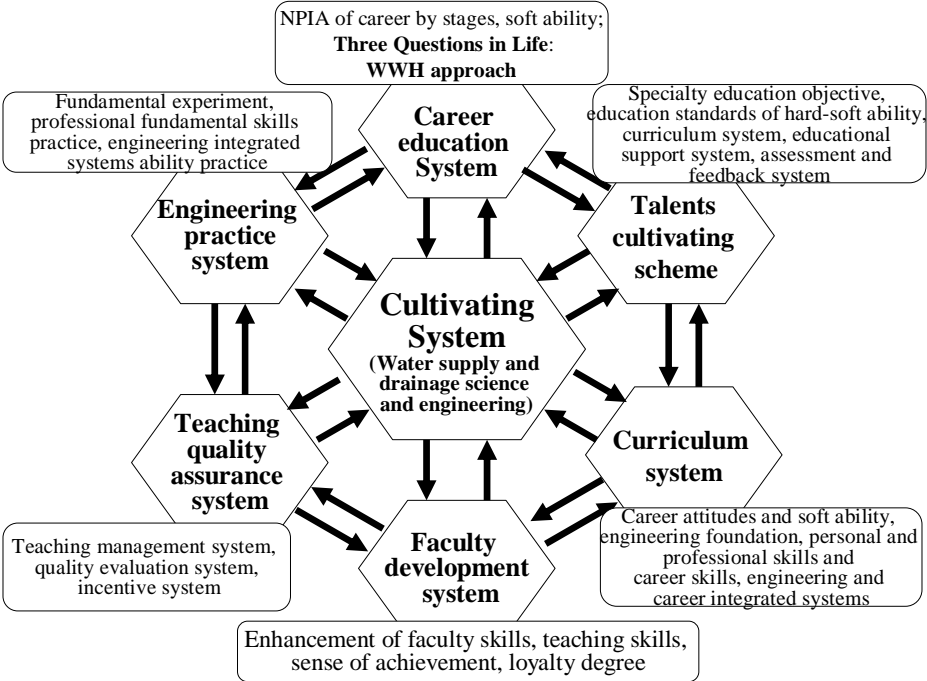 NPIA of career by stages, soft ability;
Three Questions in Life:
WWH approach
Career
education
System
Fundamental experiment,
professional fundamental skills
practice, engineering integrated
systems ability practice
Engineering
practice
system
Specialty education objective,
education standards of hard-soft ability,
curriculum system, educational
support system, assessment and
feedback system
Talents
cultivating
scheme
Cultivating
System
(Water supply and
drainage science
and engineering)
Teaching
quality
assurance
system
Teaching management system,
quality evaluation system,
incentive system
Curriculum
system
Career attitudes and soft ability,
engineering foundation, personal and
professional skills and
career skills, engineering and
career integrated systems
Faculty
development
system
Enhancement of faculty skills, teaching skills,
sense of achievement, loyalty degree